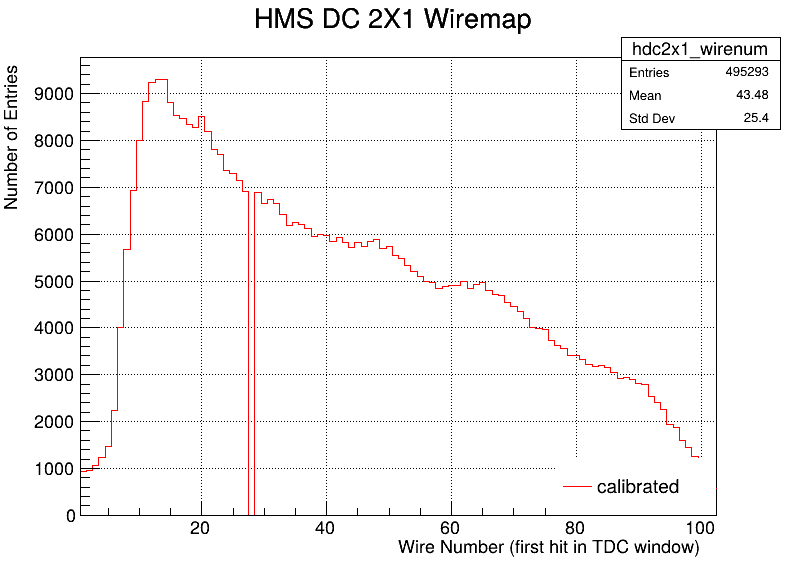 HMS DC 2X1 Wiremap
hdc2x1_wirenum
Entries 495293
Mean 43.48
Std Dev 25.4
Number of Entries
9000
8000
7000
6000
5000
4000
3000
2000
1000
0
20 40 60 80 100
Wire Number (first hit in TDC window)
calibrated